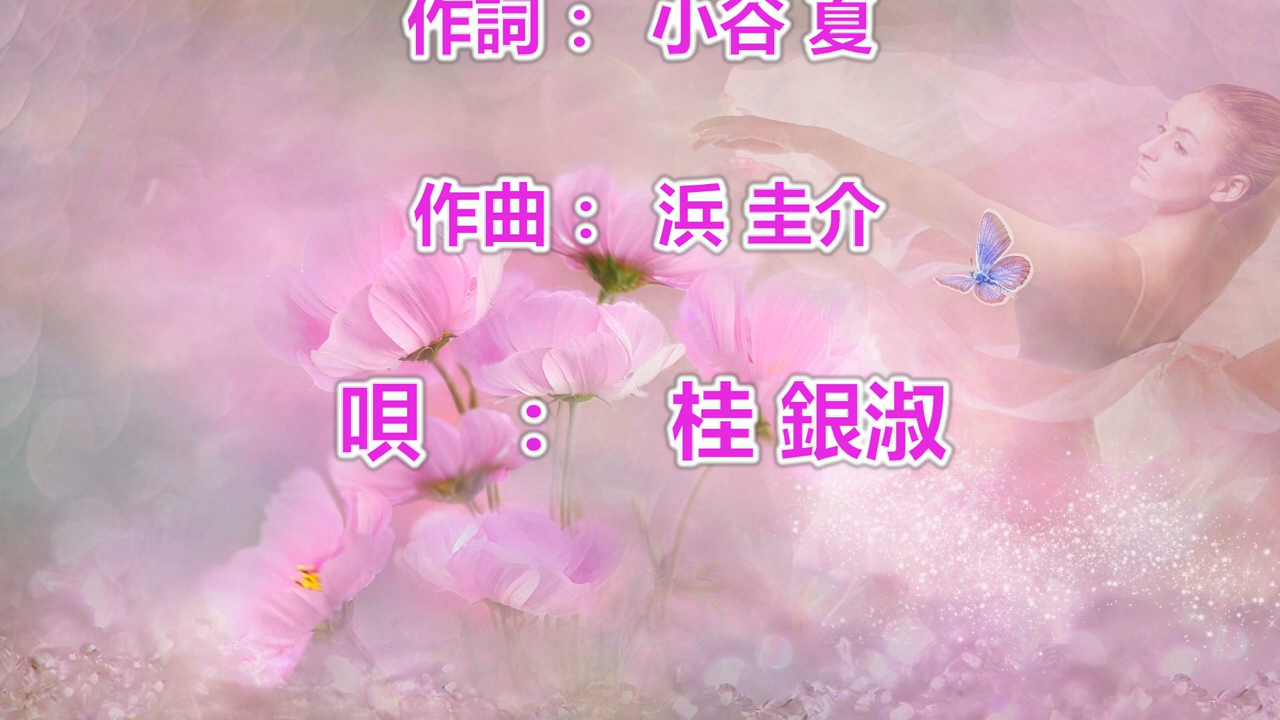 作詞： 小谷 夏
作曲： 浜 圭介
唄 ： 桂 銀淑